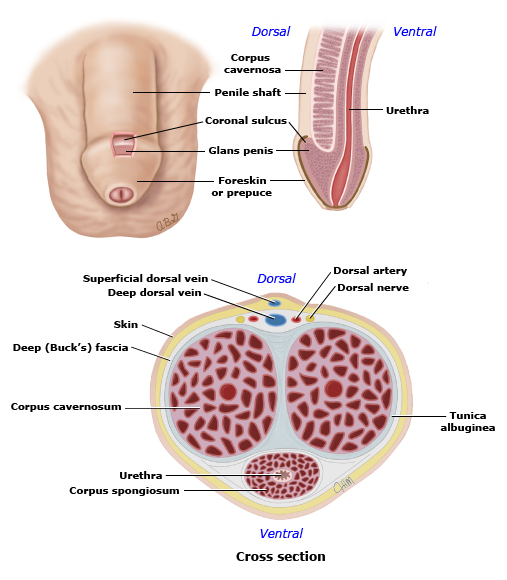 Dorsal
Ventral
Corpus
cavernosa
Penile shaft
Urethra
Coronal sulcus
Glans penis
Foreskin
or prepuce
Dorsal
Superficial dorsal vein
Dorsal artery
Deep dorsal vein
Dorsal nerve
Skin
Deep (Buck's) fascia
Corpus cavernosum
Tunica
albuginea
Urethra
Corpus spongiosum
Ventral
Cross section